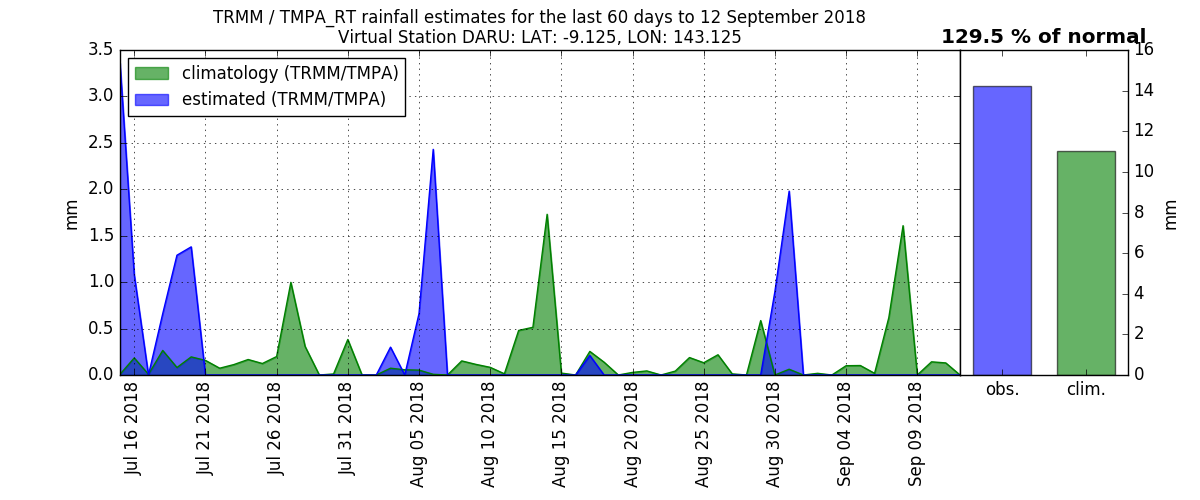 TRMM / TMPA_RT rainfall estimates for the last 60 days to 12 September 2018
Virtual Station DARU: LAT: -9.125, LON: 143.125
129.5 % of normal
climatology (TRMM/TMPA)
estimated (TRMM/TMPA)
3.5
3.0
2.5
2.0
1.5
1.0
0.5
0.0
mm
Jul 16 2018
Jul 21 2018
Jul 26 2018
Jul 31 2018
Aug 05 2018
Aug 10 2018
Aug 15 2018
Aug 20 2018
Aug 25 2018
Aug 30 2018
Sep 04 2018
Sep 09 2018
obs.
clim.
16
14
12
10
8
6
4
2
0
mm